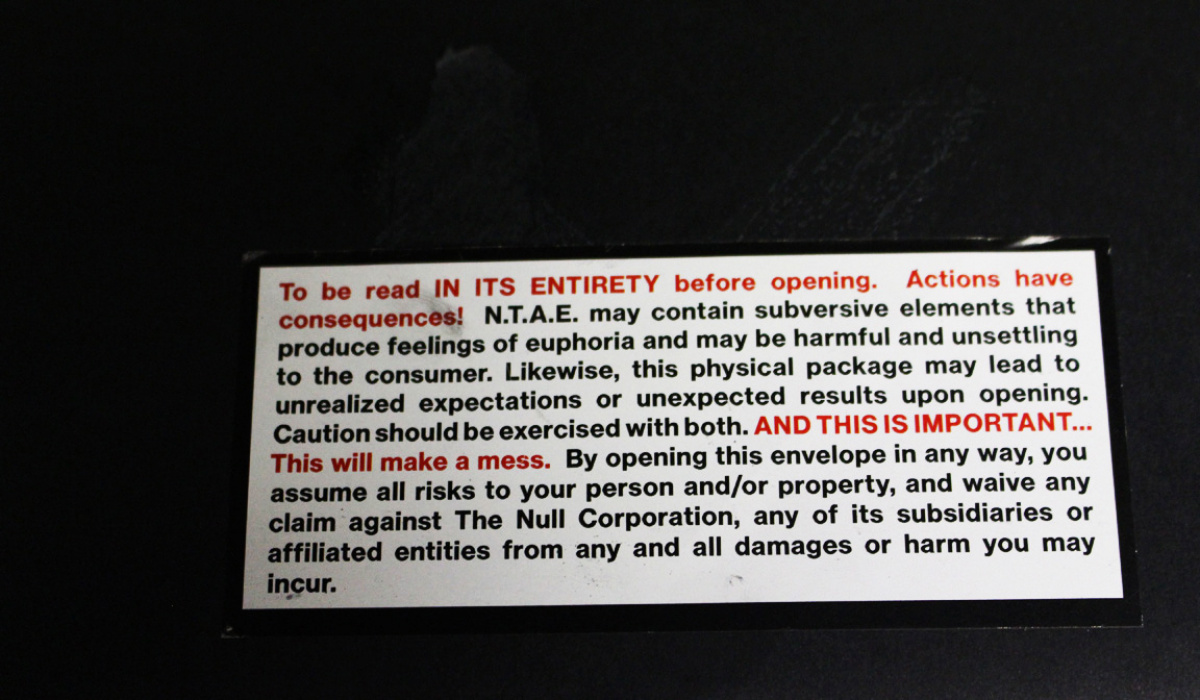 To be read IN ITS ENTIRETY before opening. Actions have
consequences! N.T.A.E. may contain subversive elements that
produce feelings of euphoria and may be harmful and unsettling
to the consumer. Likewise, this physical package may lead to
unrealized expectations or unexpected results upon opening.
Caution should be exercised with both. AND THIS IS IMPORTANT...
This will make a mess. By opening this envelope in any way, you
assume all risks to your person and/or property, and waive any
claim against The Null Corporation, any of its subsidiaries or
affiliated entities from any and all damages or harm you may
incur.